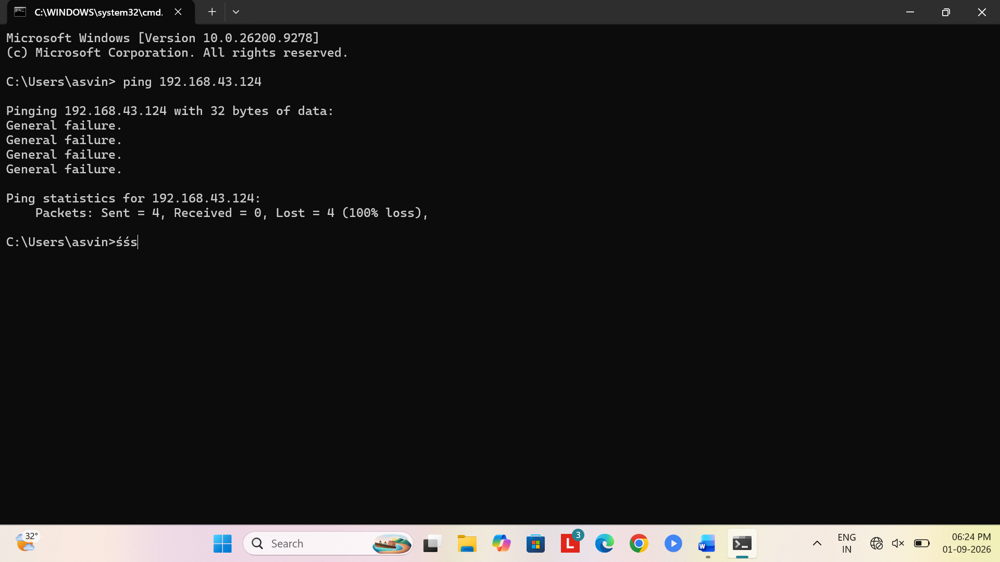 C:\WINDOWS\system32\cmd.
Microsoft Windows [Version 10.0.26200.9278]
(c) Microsoft Corporation. All rights reserved.
C:\Users\asvin> ping 192.168.43.124
Pinging 192.168.43.124 with 32 bytes of data:
General failure.
General failure.
General failure.
General failure.
Ping statistics for 192.168.43.124:
    Packets: Sent = 4, Received = 0, Lost = 4 (100% loss),
C:\Users\asvin>śśs
32°
Search
L
3
W
ENG
IN
06:24 PM
01-09-2026